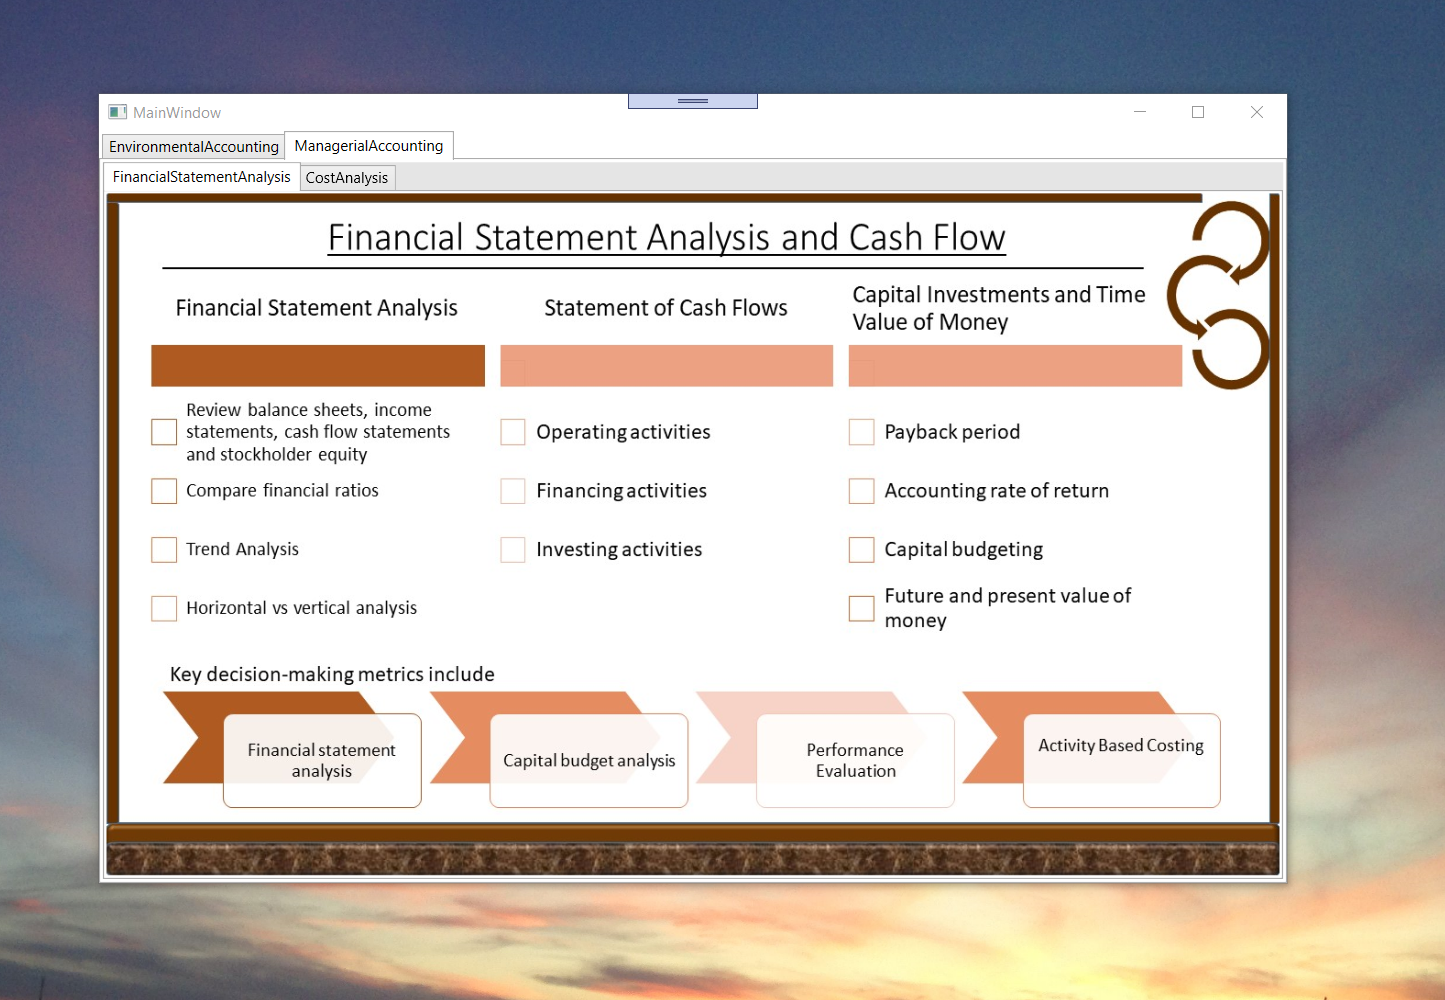 MainWindow
EnvironmentalAccounting
ManagerialAccounting
FinancialStatementAnalysis
CostAnalysis
Financial Statement Analysis and Cash Flow
Financial Statement Analysis
Review balance sheets, income
statements, cash flow statements
and stockholder equity
Compare financial ratios
Trend Analysis
Horizontal vs vertical analysis
Statement of Cash Flows
Operating activities
Financing activities
Investing activities
Capital Investments and Time
Value of Money
Payback period
Accounting rate of return
Capital budgeting
Future and present value of
money
Key decision-making metrics include
Financial statement
analysis
Capital budget analysis
Performance
Evaluation
Activity Based Costing